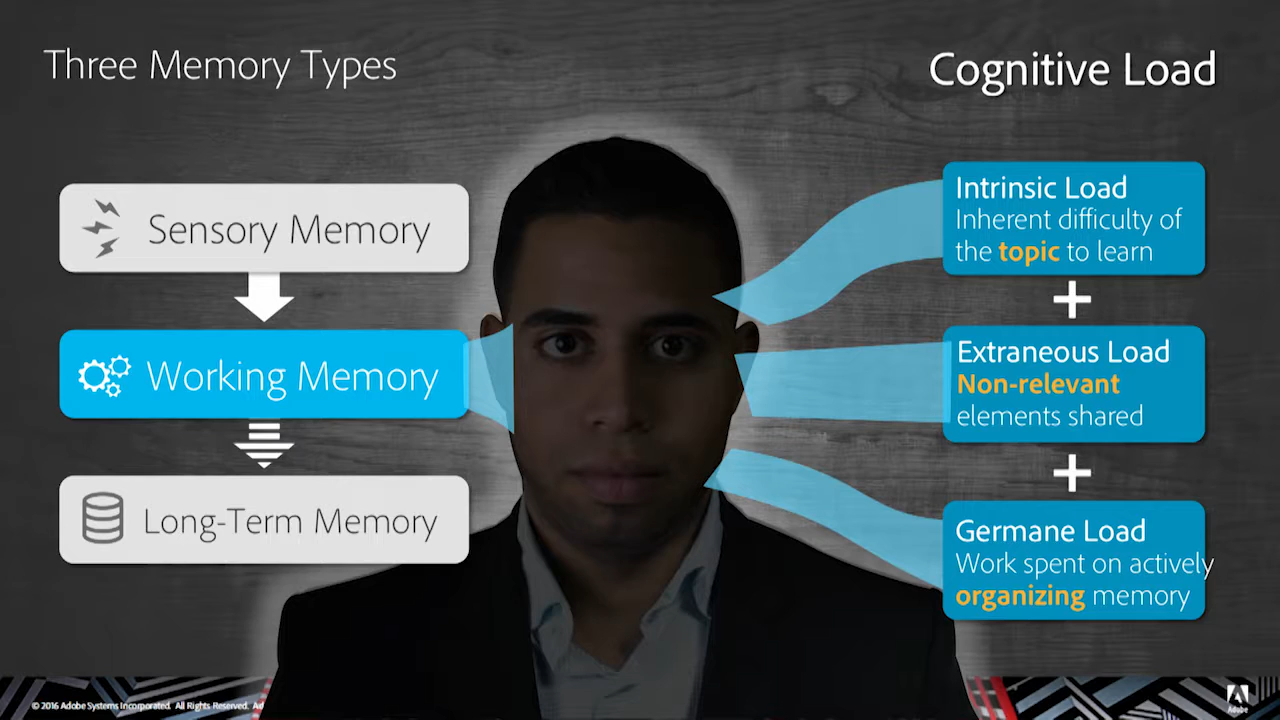 Three Memory Types
Cognitive Load
Sensory Memory
Working Memory
Long-Term Memory
Intrinsic Load
Inherent difficulty of
the topic to learn
+
Extraneous Load
Non-relevant
elements shared
+
Germane Load
Work spent on actively
organizing memory
© 2016 Adobe Systems Incorporated. All Rights Reserved. Ad
Adobe